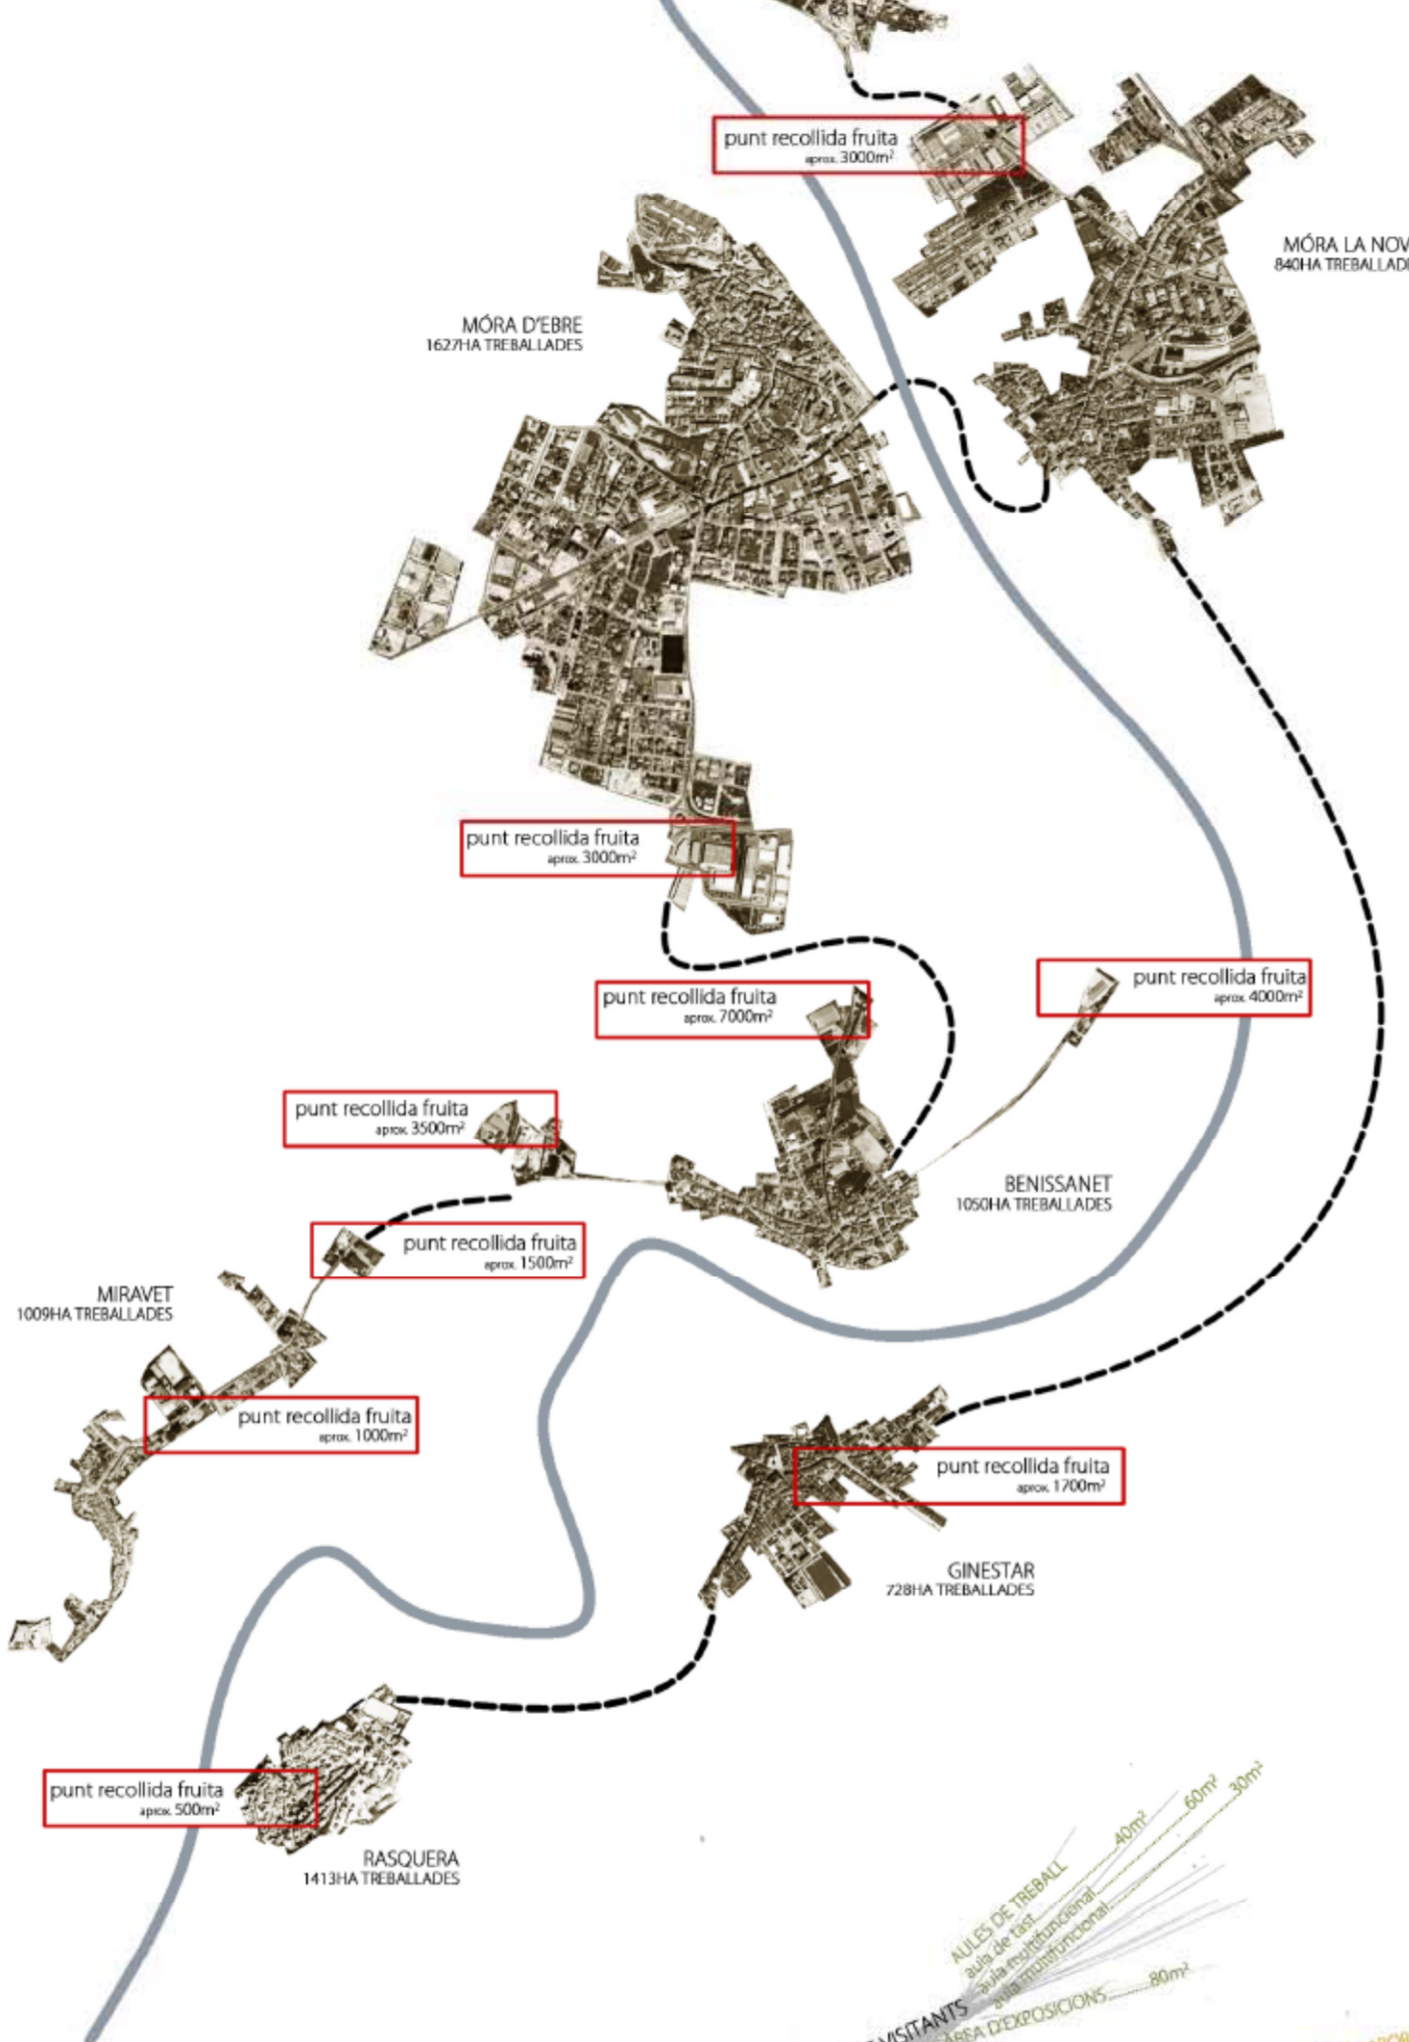 punt recollida fruita
aprox. 3000m²
MÓRA LA NOV
840HA TREBALLAD
MÓRA D'EBRE
1627HA TREBALLADES
punt recollida fruita
aprox. 3000m²
punt recollida fruita
aprox. 4000m²
punt recollida fruita
aprox. 7000m²
punt recollida fruita
aprox. 3500m²
BENISSANET
1050HA TREBALLADES
punt recollida fruita
aprox. 1500m²
MIRAVET
1009HA TREBALLADES
punt recollida fruita
aprox. 1000m²
punt recollida fruita
aprox. 1700m²
GINESTAR
728HA TREBALLADES
punt recollida fruita
aprox. 500m²
RASQUERA
1413HA TREBALLADES
AULES DE TREBALL
aula de tast 40m²
aula multifuncional 60m²
aula multifuncional 30m²
VISITANTS
ÀREA D'EXPOSICIONS 80m²